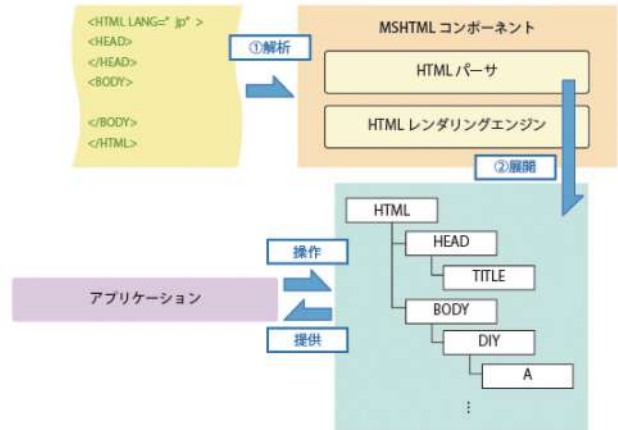 <HTML LANG=" jp" >
<HEAD>
</HEAD>
<BODY>
</BODY>
</HTML>
①解析
MSHTML コンポーネント
HTML パーサ
HTML レンダリングエンジン
②展開
HTML
HEAD
TITLE
BODY
DIY
A
⋮
操作
アプリケーション
提供